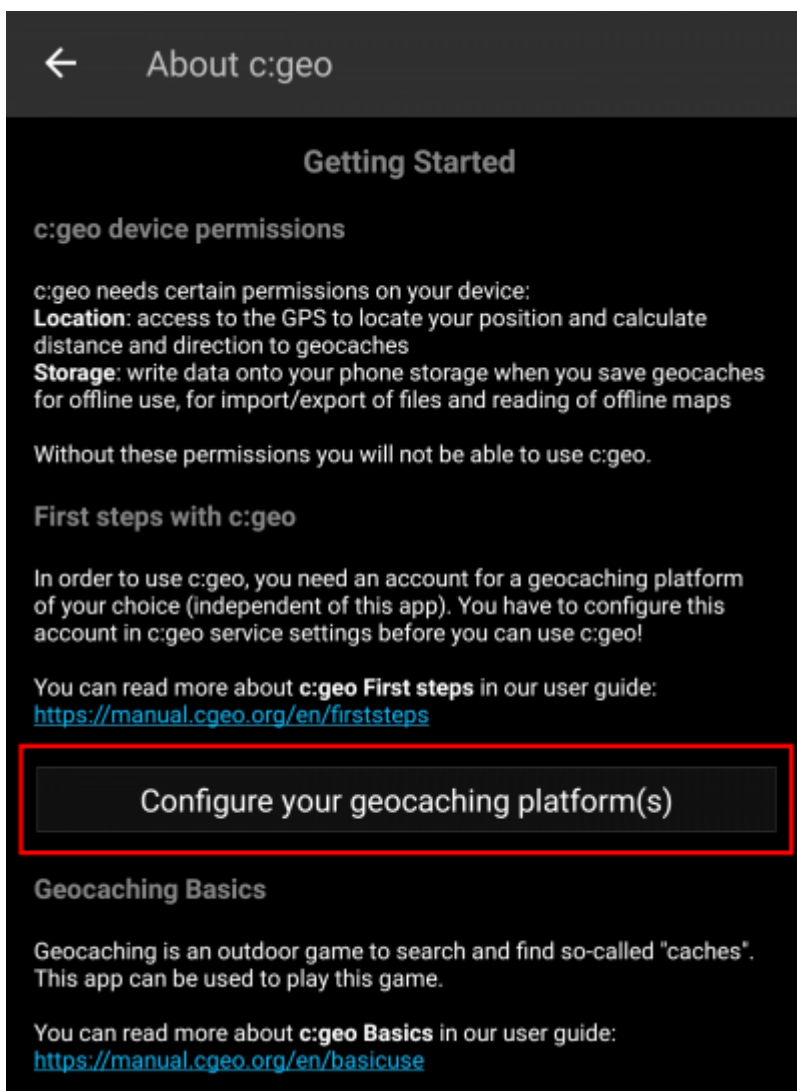 About c:geo
Getting Started
c:geo device permissions
c:geo needs certain permissions on your device:
Location: access to the GPS to locate your position and calculate
distance and direction to geocaches
Storage: write data onto your phone storage when you save geocaches
for offline use, for import/export of files and reading of offline maps
Without these permissions you will not be able to use c:geo.
First steps with c:geo
In order to use c:geo, you need an account for a geocaching platform
of your choice (independent of this app). You have to configure this
account in c:geo service settings before you can use c:geo!
You can read more about c:geo First steps in our user guide:
https://manual.cgeo.org/en/firststeps
Configure your geocaching platform(s)
Geocaching Basics
Geocaching is an outdoor game to search and find so-called "caches".
This app can be used to play this game.
You can read more about c:geo Basics in our user guide:
https://manual.cgeo.org/en/basicuse